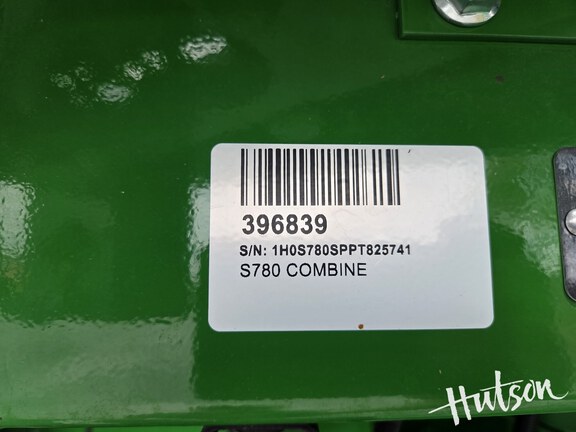 396839
S/N: 1H0S780SPPT825741
S780 COMBINE
Hutson